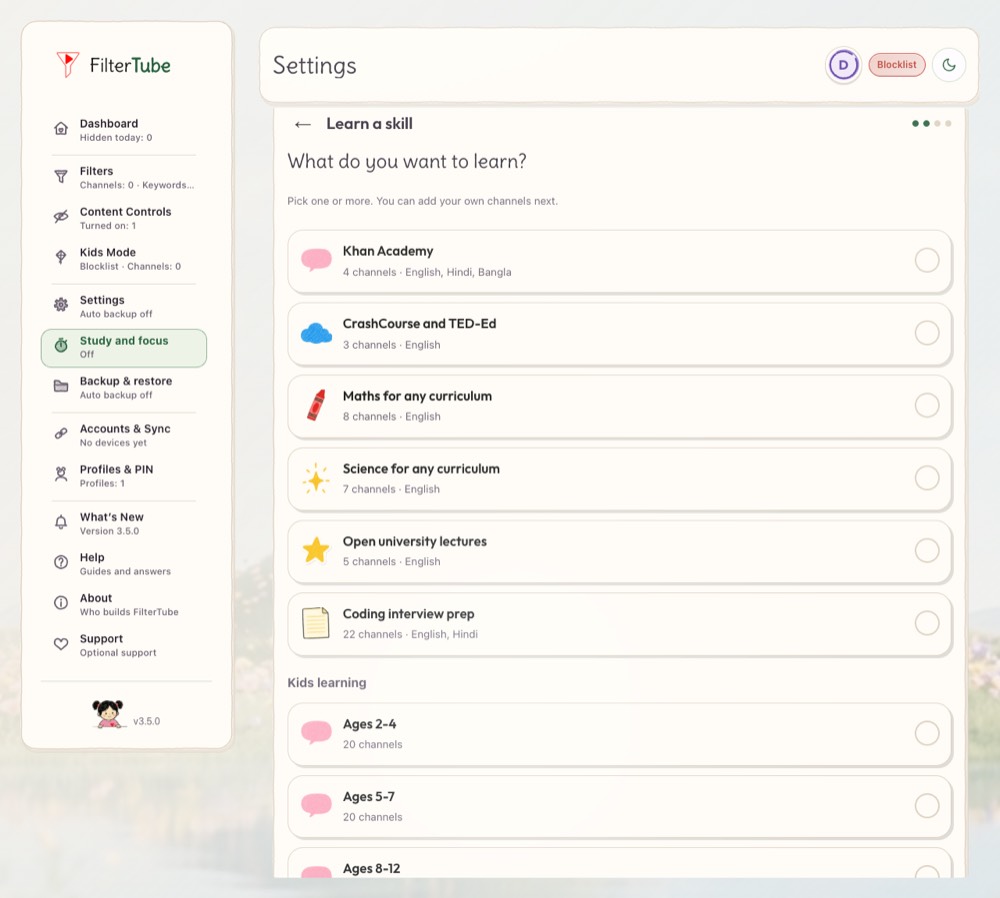 FilterTube
Dashboard
Hidden today: 0
Filters
Channels: 0 · Keywords...
Content Controls
Turned on: 1
Kids Mode
Blocklist · Channels: 0
Settings
Auto backup off
Study and focus
Off
Backup & restore
Auto backup off
Accounts & Sync
No devices yet
Profiles & PIN
Profiles: 1
What's New
Version 3.5.0
Help
Guides and answers
About
Who builds FilterTube
Support
Optional support
v3.5.0
Settings
D
Blocklist
← Learn a skill
What do you want to learn?
Pick one or more. You can add your own channels next.
Khan Academy
4 channels · English, Hindi, Bangla
CrashCourse and TED-Ed
3 channels · English
Maths for any curriculum
8 channels · English
Science for any curriculum
7 channels · English
Open university lectures
5 channels · English
Coding interview prep
22 channels · English, Hindi
Kids learning
Ages 2-4
20 channels
Ages 5-7
20 channels
Ages 8-12